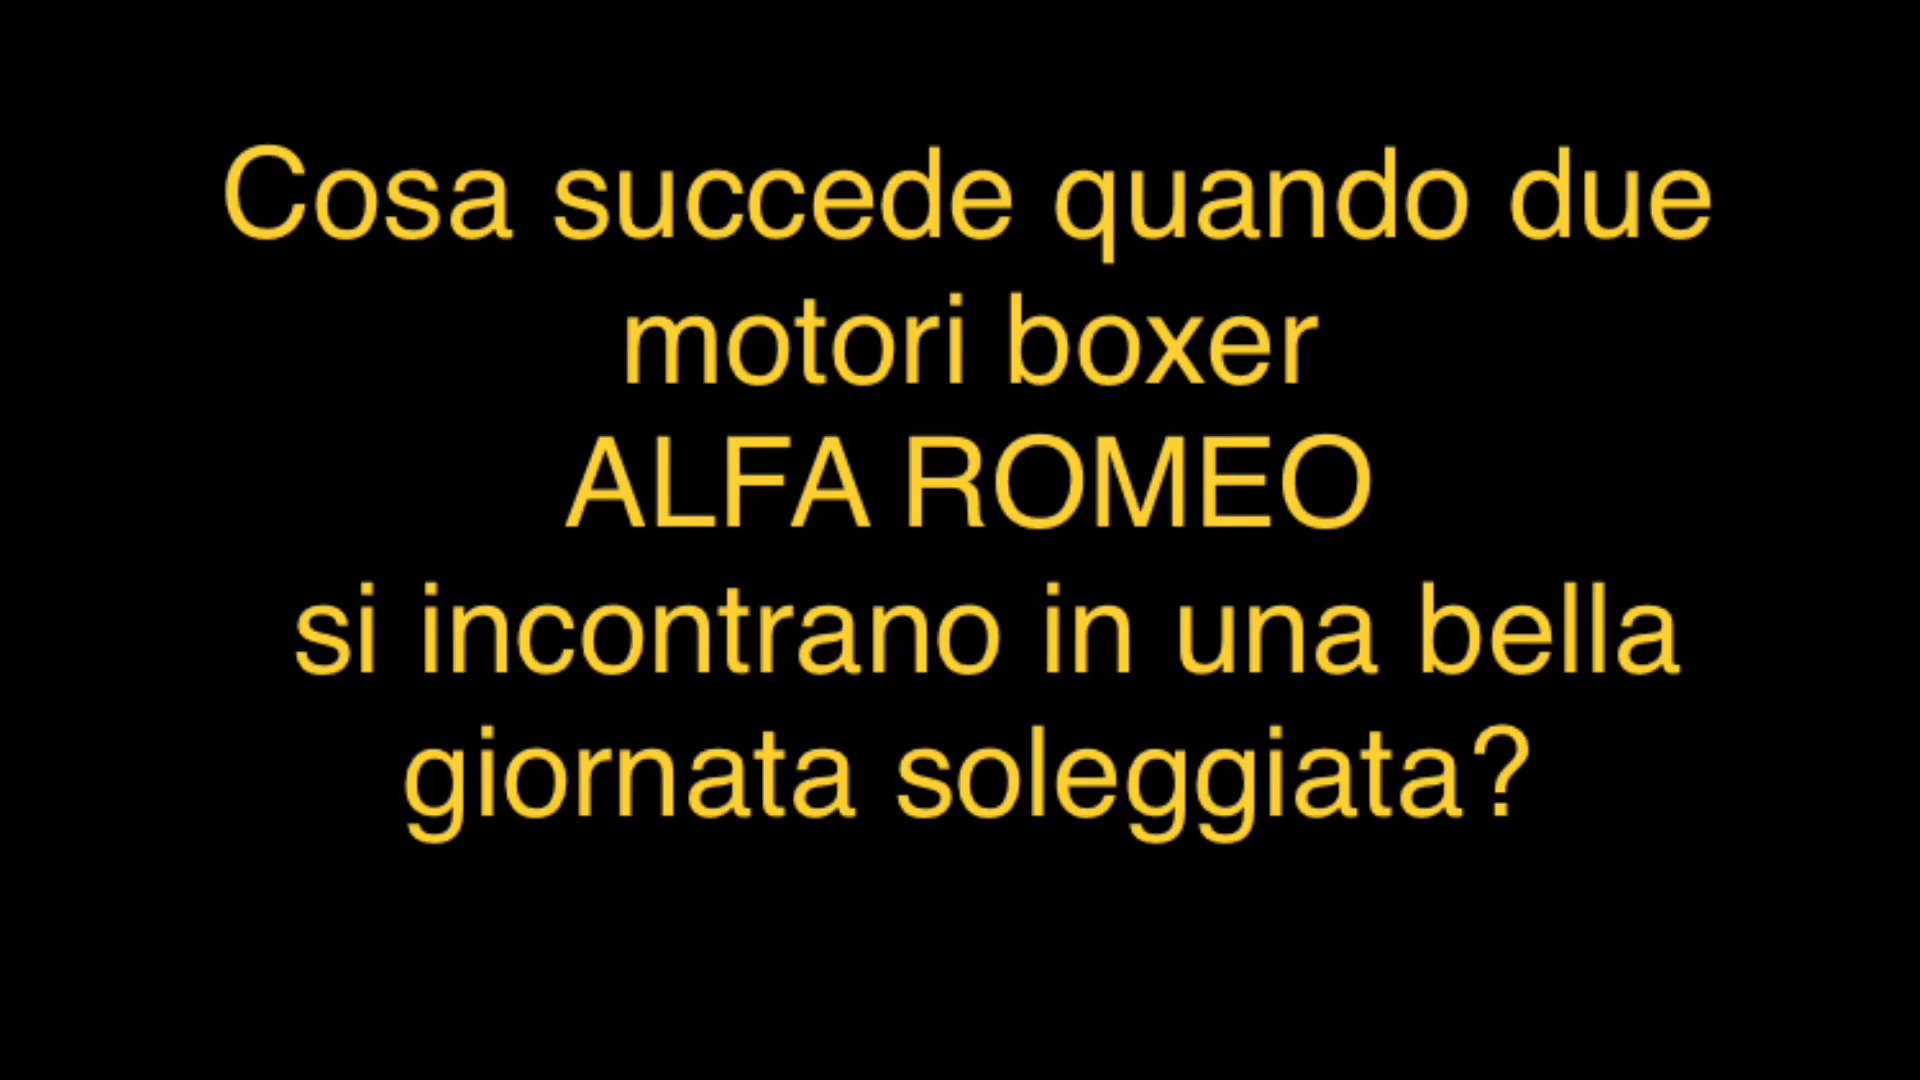 Cosa succede quando due
motori boxer
ALFA ROMEO
si incontrano in una bella
giornata soleggiata?